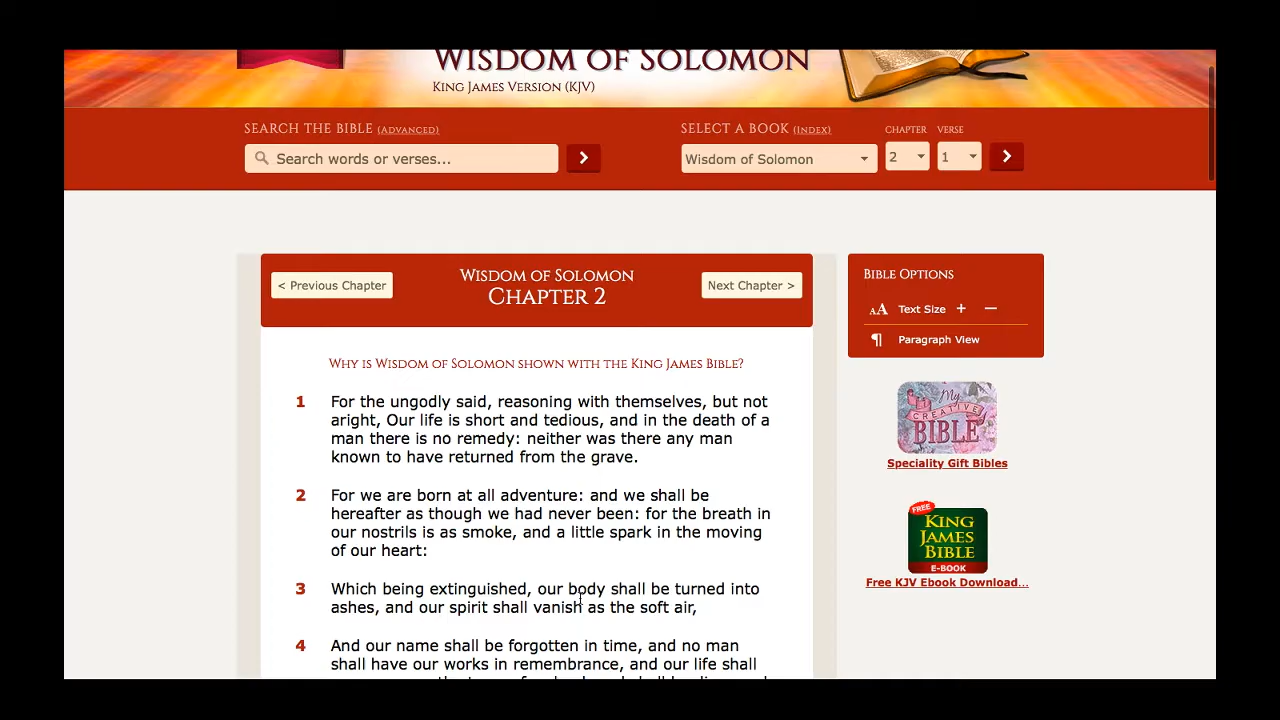 WISDOM OF SOLOMON
KING JAMES VERSION (KJV)
SEARCH THE BIBLE (ADVANCED)
Search words or verses...
SELECT A BOOK (INDEX)
CHAPTER
VERSE
Wisdom of Solomon
2
1
< Previous Chapter
WISDOM OF SOLOMON
CHAPTER 2
Next Chapter >
WHY IS WISDOM OF SOLOMON SHOWN WITH THE KING JAMES BIBLE?
1 For the ungodly said, reasoning with themselves, but not
aright, Our life is short and tedious, and in the death of a
man there is no remedy: neither was there any man
known to have returned from the grave.
2 For we are born at all adventure: and we shall be
hereafter as though we had never been: for the breath in
our nostrils is as smoke, and a little spark in the moving
of our heart:
3 Which being extinguished, our body shall be turned into
ashes, and our spirit shall vanish as the soft air,
4 And our name shall be forgotten in time, and no man
shall have our works in remembrance, and our life shall
BIBLE OPTIONS
AA Text Size + −
¶ Paragraph View
My
CREATIVE
BIBLE
Speciality Gift Bibles
FREE
KING
JAMES
BIBLE
E-BOOK
Free KJV Ebook Download...